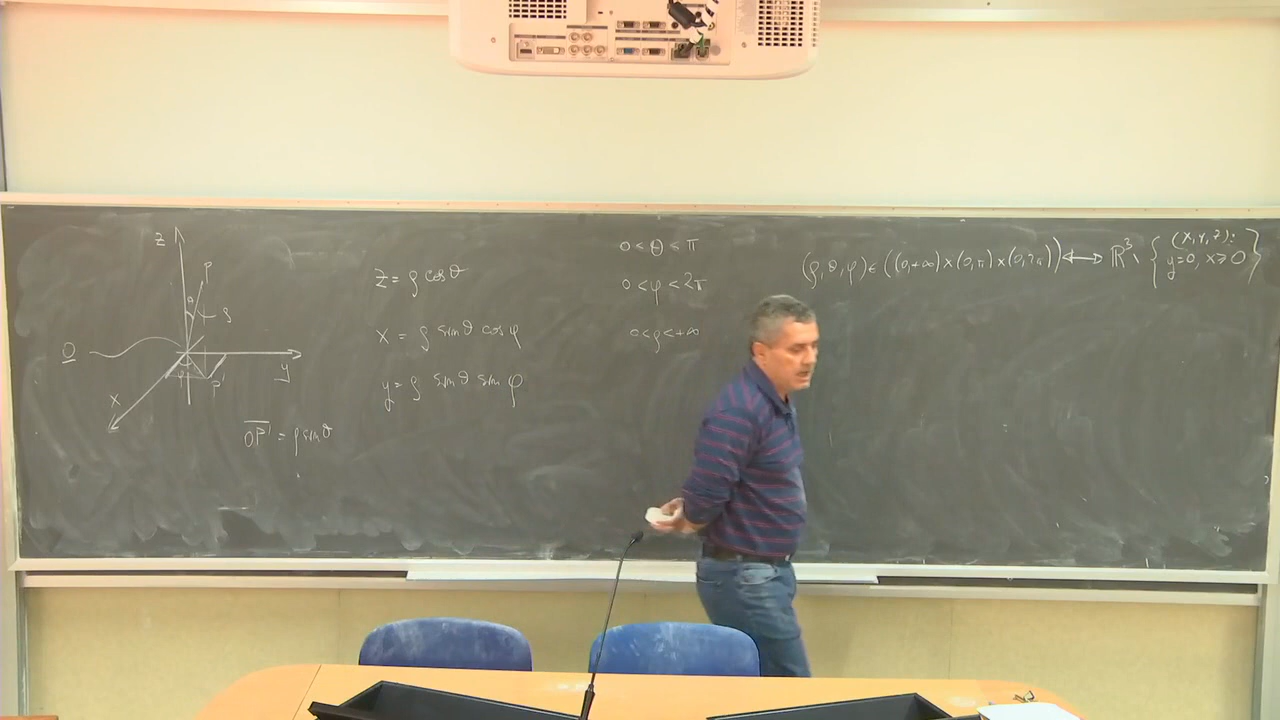 z
P
ρ
θ
O
φ
P'
y
x
OP' = ρ sin ϑ
z = ρ cos ϑ
x = ρ sin ϑ cos φ
y = ρ sin ϑ sin φ
0 < θ < π
0 < φ < 2π
0 < ρ < +∞
(ρ, ϑ, φ) ∈ ((0,+∞) × (0,π) × (0,2π)) ⟷ ℝ³ \ { (x, y, z): y=0, x ⩾ 0 }